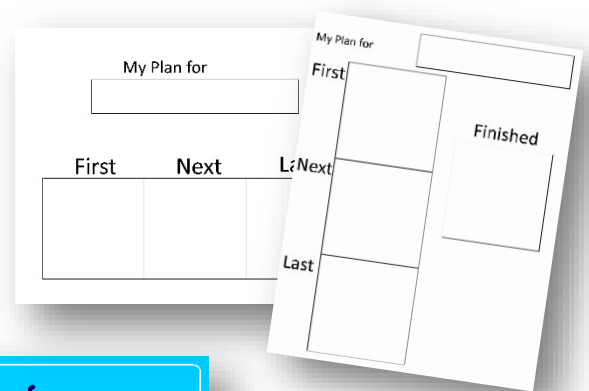 My Plan for
First Next
My Plan for
First
Next
Last
Finished